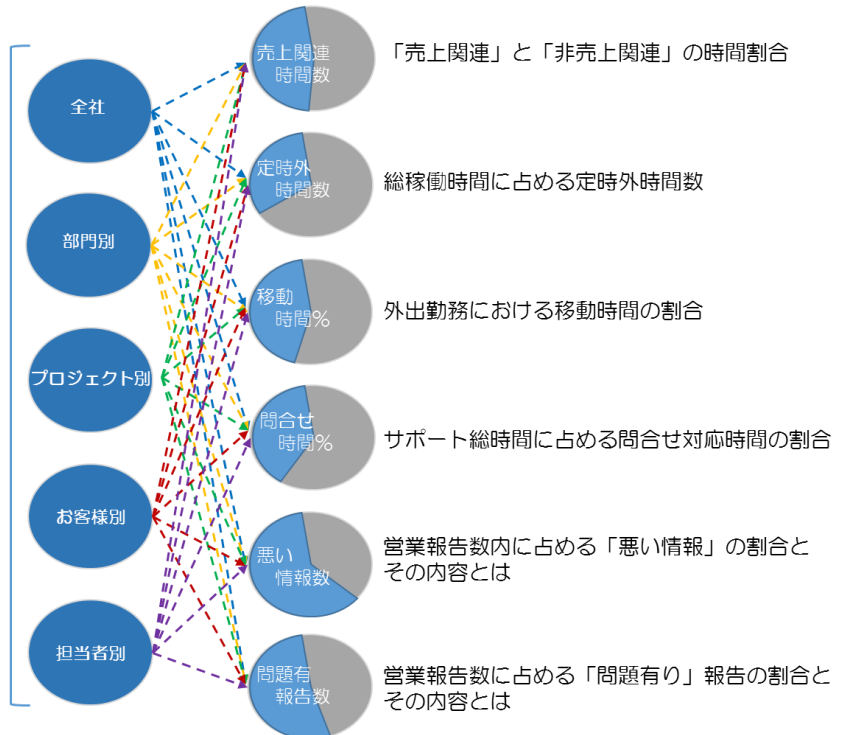 全社
部門別
プロジェクト別
お客様別
担当者別
売上関連
時間数
「売上関連」と「非売上関連」の時間割合
定時外
時間数
総稼働時間に占める定時外時間数
移動
時間%
外出勤務における移動時間の割合
問合せ
時間%
サポート総時間に占める問合せ対応時間の割合
悪い
情報数
営業報告数内に占める「悪い情報」の割合と
その内容とは
問題有
報告数
営業報告数に占める「問題有り」報告の割合と
その内容とは